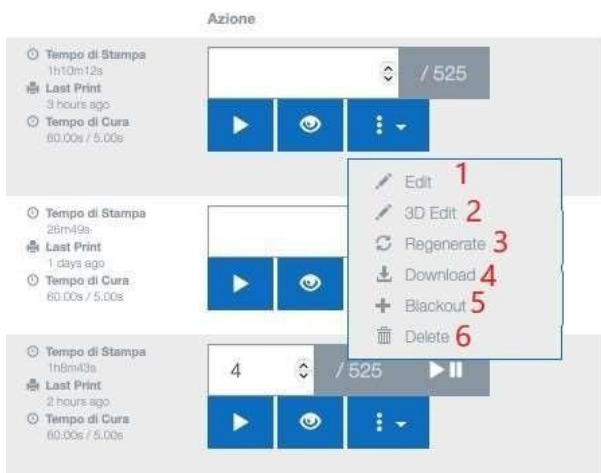 Azione
Tempo di Stampa
1h10m12s
Last Print
3 hours ago
Tempo di Cura
60.00s / 5.00s
/ 525
Edit 1
3D Edit 2
Regenerate 3
Download 4
Blackout 5
Delete 6
Tempo di Stampa
26m49s
Last Print
1 days ago
Tempo di Cura
60.00s / 5.00s
Tempo di Stampa
1h8m43s
Last Print
2 hours ago
Tempo di Cura
60.00s / 5.00s
4 / 525